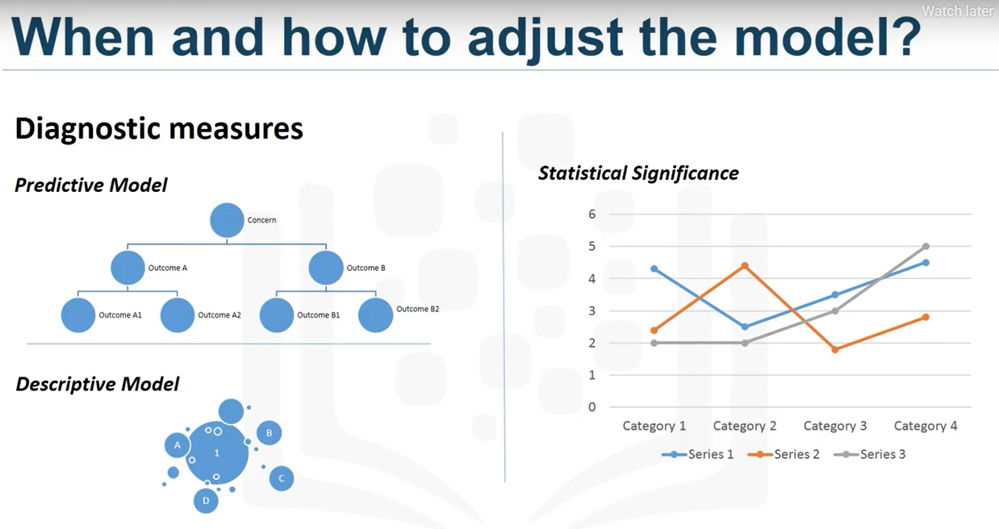 Watch later
When and how to adjust the model?
Diagnostic measures
Predictive Model
Concern
Outcome A
Outcome B
Outcome A1
Outcome A2
Outcome B1
Outcome B2
Descriptive Model
A
B
1
C
D
Statistical Significance
6
5
4
3
2
1
0
Category 1 Category 2 Category 3 Category 4
Series 1 Series 2 Series 3